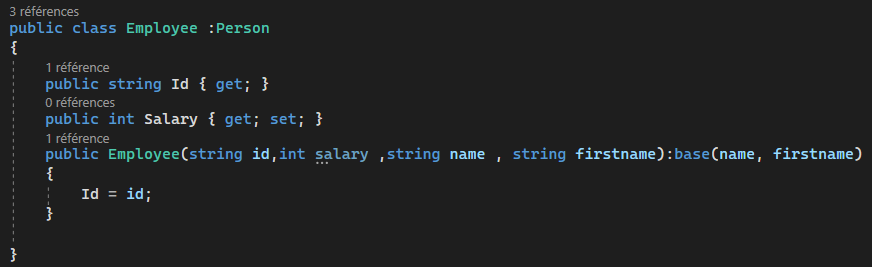 3 références
public class Employee :Person
{
1 référence
public string Id { get; }
0 références
public int Salary { get; set; }
1 référence
public Employee(string id,int salary ,string name , string firstname):base(name, firstname)
{
Id = id;
}
}